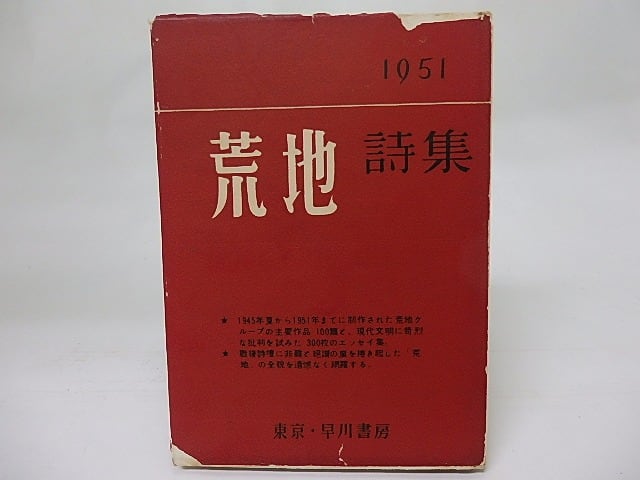 1951
荒地 詩集
★ 1945年夏から1951年までに制作された荒地グ
ループの主要作品 100篇と、現代文明に苛烈
な批判を試みた 300枚のエッセイ集。
★ 戦後詩壇に非難と絶讃の嵐を捲き起した「荒
地」の全貌を遺憾なく網羅する。
東京・早川書房